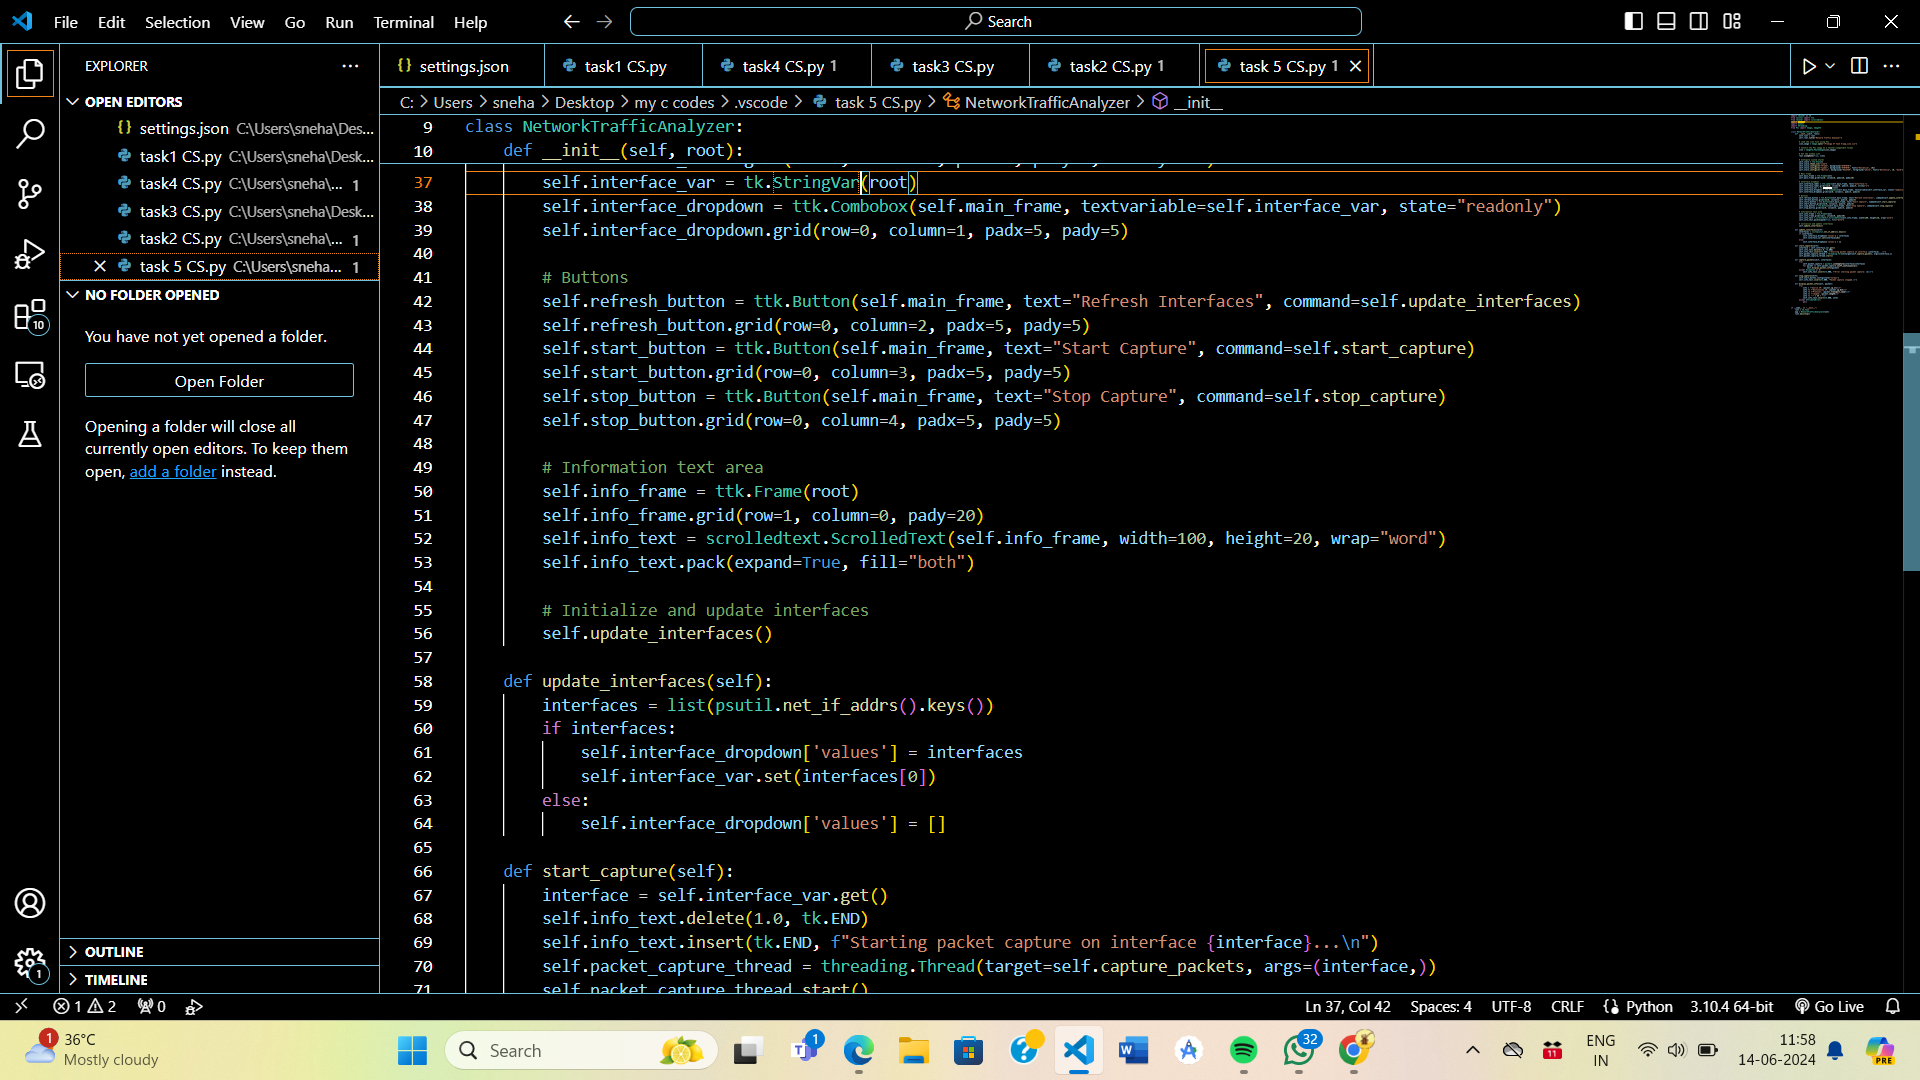 File Edit Selection View Go Run Terminal Help
Search
EXPLORER
OPEN EDITORS
settings.json C:\Users\sneha\Des...
task1 CS.py C:\Users\sneha\Desk...
task4 CS.py C:\Users\sneha\... 1
task3 CS.py C:\Users\sneha\Desk...
task2 CS.py C:\Users\sneha\... 1
task 5 CS.py C:\Users\sneha... 1
NO FOLDER OPENED
You have not yet opened a folder.
Open Folder
Opening a folder will close all
currently open editors. To keep them
open, add a folder instead.
OUTLINE
TIMELINE
10
1
settings.json task1 CS.py task4 CS.py 1 task3 CS.py task2 CS.py 1 task 5 CS.py 1
C: > Users > sneha > Desktop > my c codes > .vscode > task 5 CS.py > NetworkTrafficAnalyzer > __init__
9 class NetworkTrafficAnalyzer:
10 def __init__(self, root):
37 self.interface_var = tk.StringVar(root)
38 self.interface_dropdown = ttk.Combobox(self.main_frame, textvariable=self.interface_var, state="readonly")
39 self.interface_dropdown.grid(row=0, column=1, padx=5, pady=5)
40
41 # Buttons
42 self.refresh_button = ttk.Button(self.main_frame, text="Refresh Interfaces", command=self.update_interfaces)
43 self.refresh_button.grid(row=0, column=2, padx=5, pady=5)
44 self.start_button = ttk.Button(self.main_frame, text="Start Capture", command=self.start_capture)
45 self.start_button.grid(row=0, column=3, padx=5, pady=5)
46 self.stop_button = ttk.Button(self.main_frame, text="Stop Capture", command=self.stop_capture)
47 self.stop_button.grid(row=0, column=4, padx=5, pady=5)
48
49 # Information text area
50 self.info_frame = ttk.Frame(root)
51 self.info_frame.grid(row=1, column=0, pady=20)
52 self.info_text = scrolledtext.ScrolledText(self.info_frame, width=100, height=20, wrap="word")
53 self.info_text.pack(expand=True, fill="both")
54
55 # Initialize and update interfaces
56 self.update_interfaces()
57
58 def update_interfaces(self):
59 interfaces = list(psutil.net_if_addrs().keys())
60 if interfaces:
61 self.interface_dropdown['values'] = interfaces
62 self.interface_var.set(interfaces[0])
63 else:
64 self.interface_dropdown['values'] = []
65
66 def start_capture(self):
67 interface = self.interface_var.get()
68 self.info_text.delete(1.0, tk.END)
69 self.info_text.insert(tk.END, f"Starting packet capture on interface {interface}...\n")
70 self.packet_capture_thread = threading.Thread(target=self.capture_packets, args=(interface,))
71 self.packet_capture_thread.start()
1 2 0 Ln 37, Col 42 Spaces: 4 UTF-8 CRLF Python 3.10.4 64-bit Go Live
1 36°C
Mostly cloudy
Search
1
32
11
ENG
IN
11:58
14-06-2024
PRE